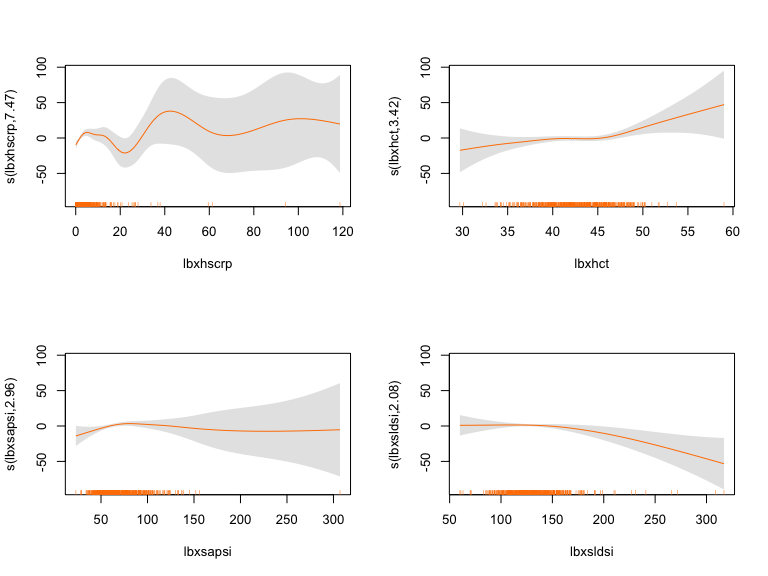 s(lbxhscrp,7.47)
-50 0 50 100
0 20 40 60 80 100 120
lbxhscrp
s(lbxhct,3.42)
-50 0 50 100
30 35 40 45 50 55 60
lbxhct
s(lbxsapsi,2.96)
-50 0 50 100
50 100 150 200 250 300
lbxsapsi
s(lbxsldsi,2.08)
-50 0 50 100
50 100 150 200 250 300
lbxsldsi